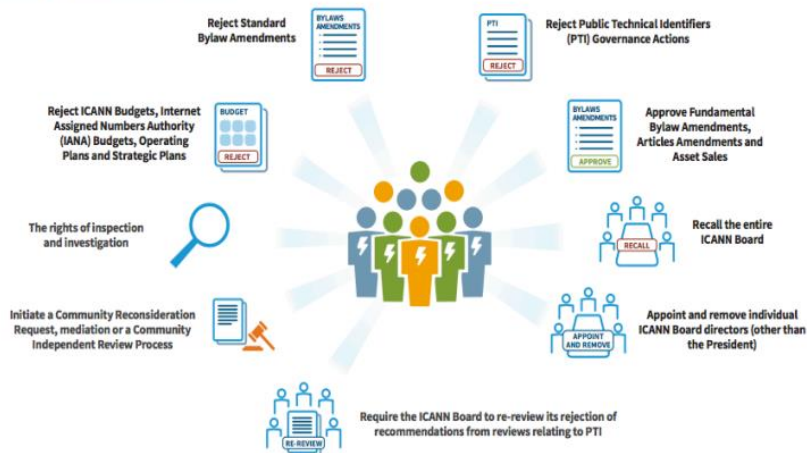 Reject Standard
Bylaw Amendments
BYLAWS
AMENDMENTS
REJECT
PTI
REJECT
Reject Public Technical Identifiers
(PTI) Governance Actions
Reject ICANN Budgets, Internet
Assigned Numbers Authority
(IANA) Budgets, Operating
Plans and Strategic Plans
BUDGET
REJECT
BYLAWS
AMENDMENTS
APPROVE
Approve Fundamental
Bylaw Amendments,
Articles Amendments and
Asset Sales
The rights of inspection
and investigation
RECALL
Recall the entire
ICANN Board
Initiate a Community Reconsideration
Request, mediation or a Community
Independent Review Process
APPOINT
AND REMOVE
Appoint and remove individual
ICANN Board directors (other than
the President)
RE-REVIEW
Require the ICANN Board to re-review its rejection of
recommendations from reviews relating to PTI